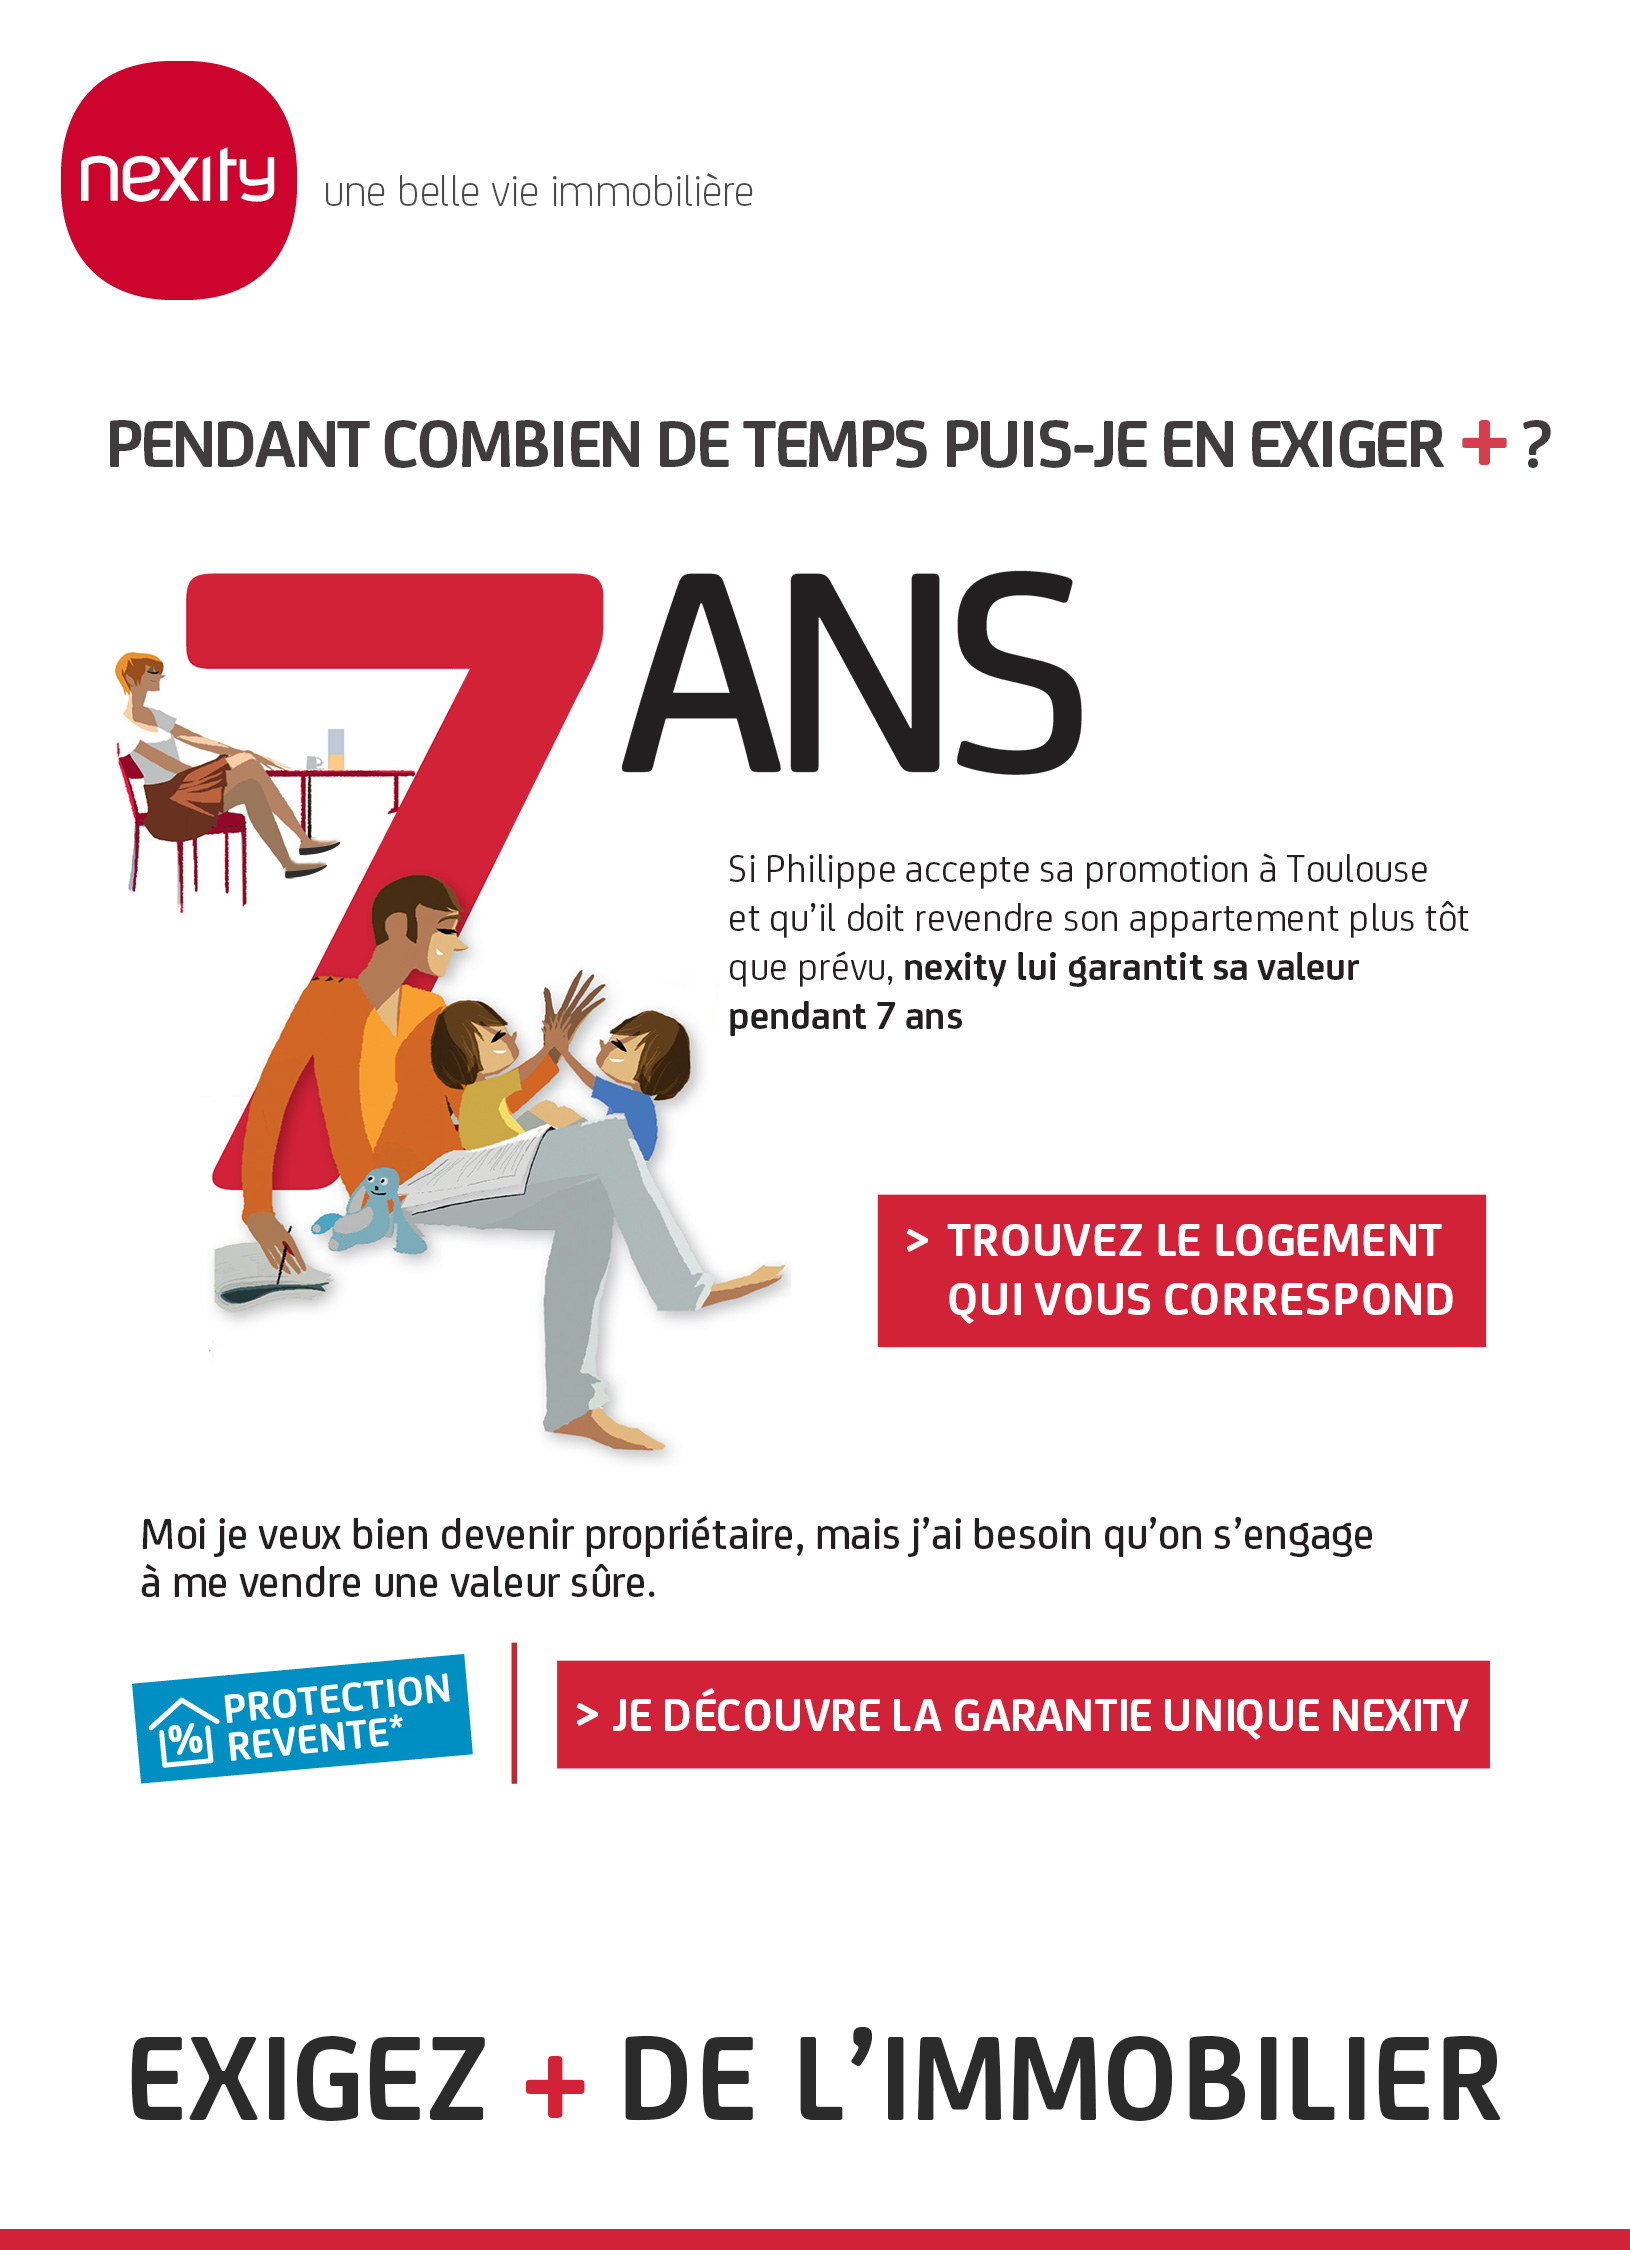 nexity
une belle vie immobilière
PENDANT COMBIEN DE TEMPS PUIS-JE EN EXIGER + ?
7 ANS
Si Philippe accepte sa promotion à Toulouse
et qu’il doit revendre son appartement plus tôt
que prévu, nexity lui garantit sa valeur
pendant 7 ans
> TROUVEZ LE LOGEMENT
QUI VOUS CORRESPOND
Moi je veux bien devenir propriétaire, mais j’ai besoin qu’on s’engage
à me vendre une valeur sûre.
% PROTECTION
REVENTE*
> JE DÉCOUVRE LA GARANTIE UNIQUE NEXITY
EXIGEZ + DE L’IMMOBILIER